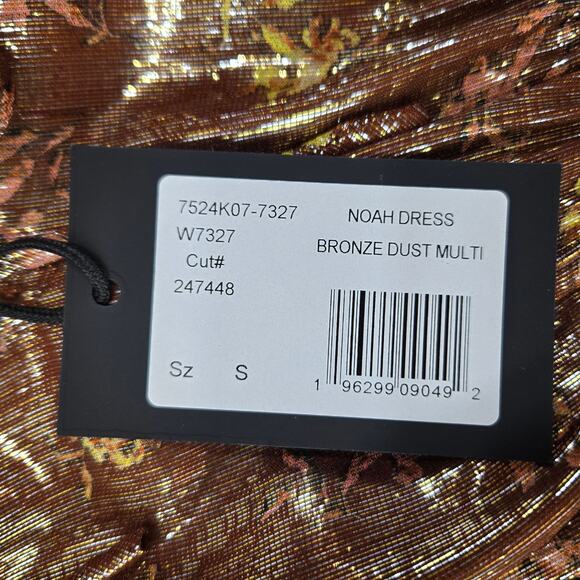 7524K07-7327
W7327
Cut#
247448
Sz S
NOAH DRESS
BRONZE DUST MULTI
1 96299 09049 2